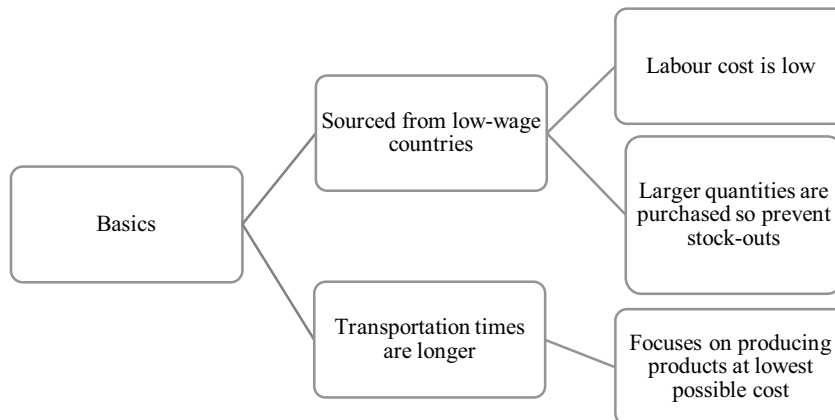 Basics
Sourced from low-wage
countries
Labour cost is low
Larger quantities are
purchased so prevent
stock-outs
Transportation times
are longer
Focuses on producing
products at lowest
possible cost